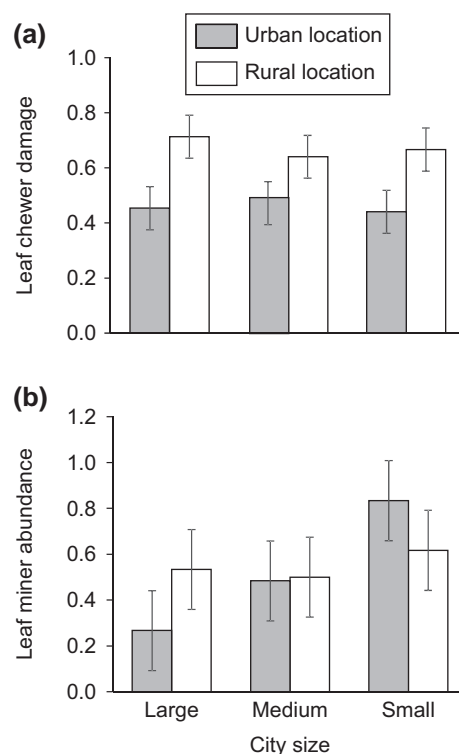 (a)
Urban location
Rural location
1.0
0.8
0.6
0.4
0.2
0.0
Leaf chewer damage
(b)
1.2
1.0
0.8
0.6
0.4
0.2
0.0
Leaf miner abundance
Large Medium Small
City size